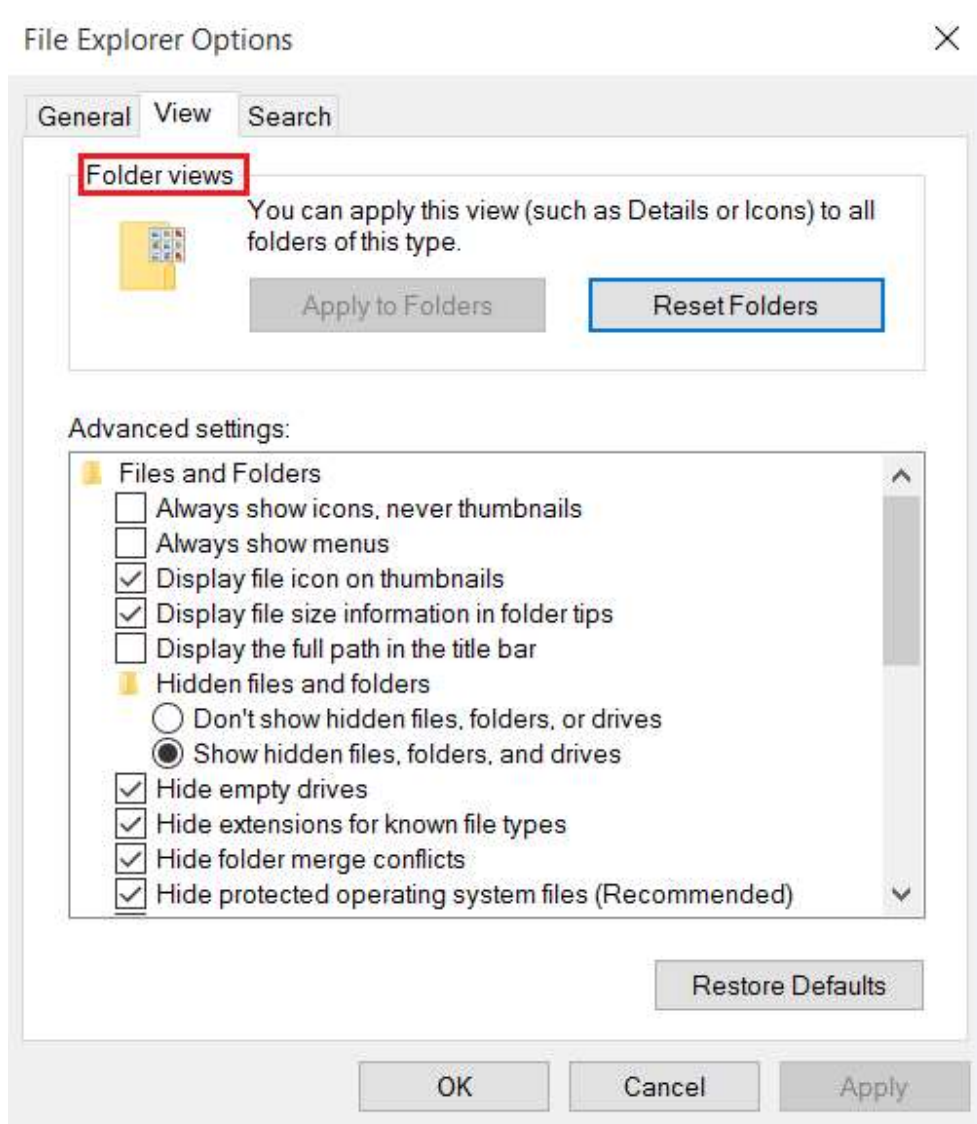 File Explorer Options
General View Search
Folder views
You can apply this view (such as Details or Icons) to all
folders of this type.
Apply to Folders Reset Folders
Advanced settings:
Files and Folders
Always show icons, never thumbnails
Always show menus
Display file icon on thumbnails
Display file size information in folder tips
Display the full path in the title bar
Hidden files and folders
Don't show hidden files, folders, or drives
Show hidden files, folders, and drives
Hide empty drives
Hide extensions for known file types
Hide folder merge conflicts
Hide protected operating system files (Recommended)
Restore Defaults
OK Cancel Apply